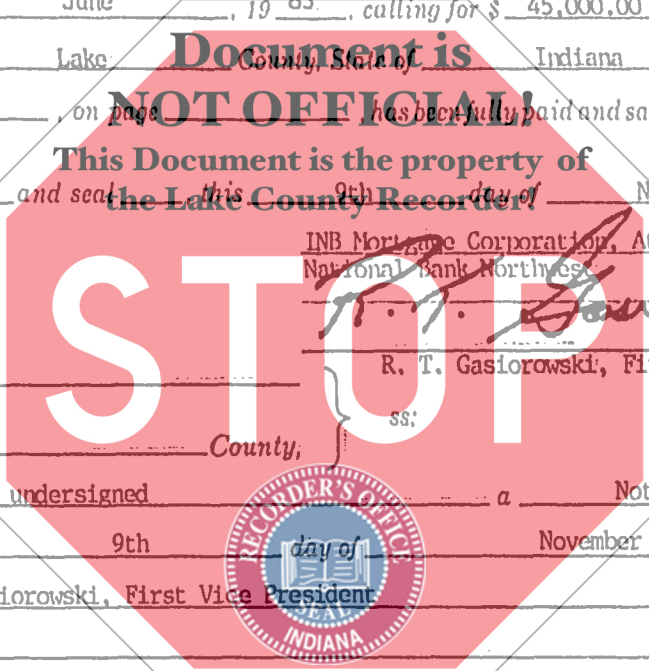 June , 19 85 , calling for $ 45,000.00
Lake County, State of Indiana
Document is
, on page has been fully paid and sa
NOT OFFICIAL!
This Document is the property of
and seal this 9th day of N
the Lake County Recorder!
INB Mortgage Corporation, A
National Bank Northwest
STOP
R. T. Gasiorowski, Fi
ss:
County,
undersigned a Not
RECORDER'S OFFICE
9th day of November
iorowski, First Vice President
SEAL
INDIANA